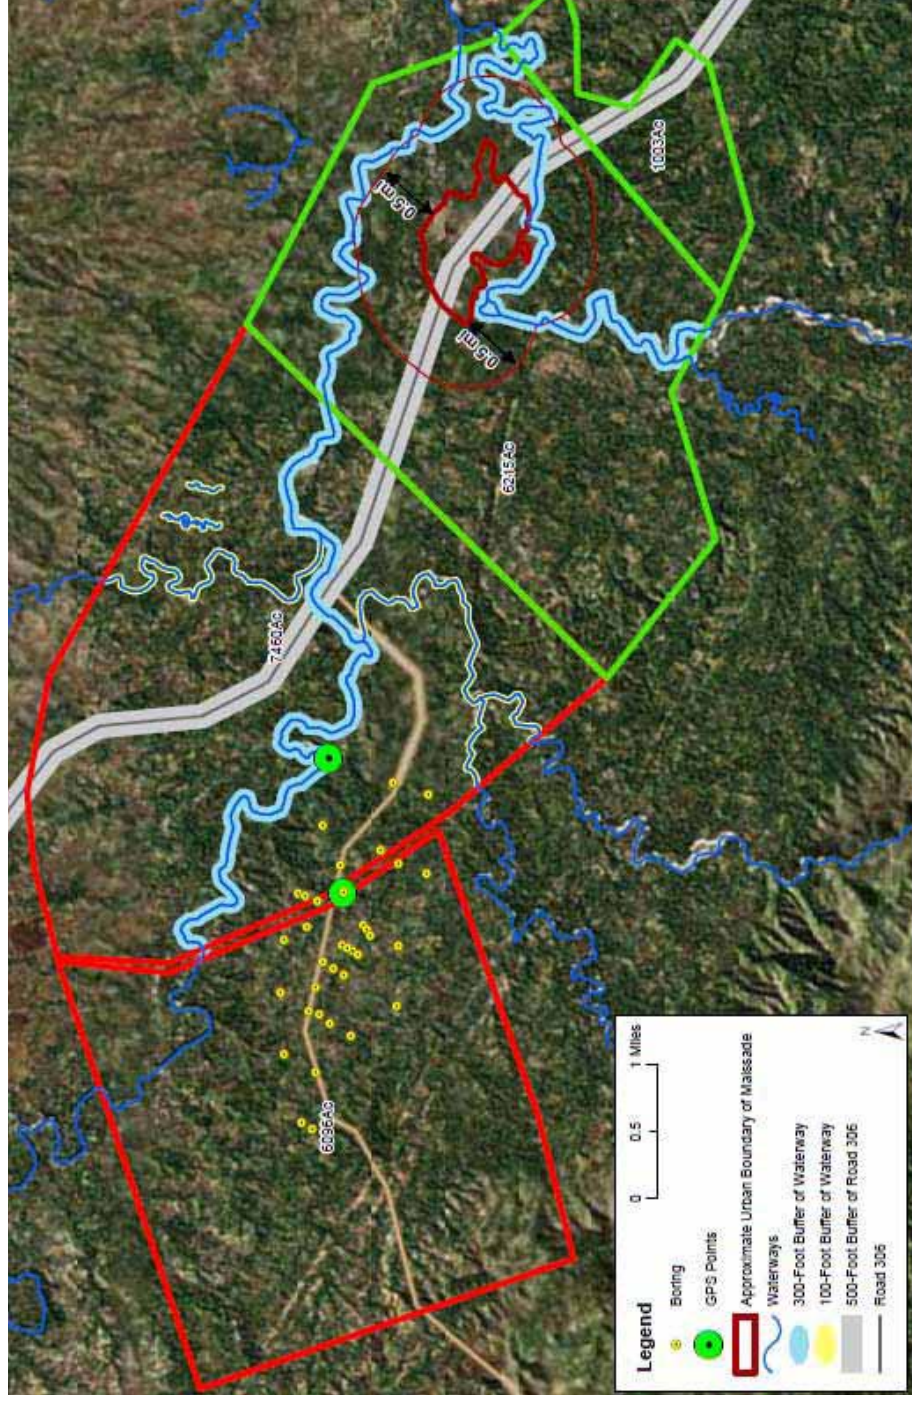 0.5 mi
0.5 mi
1003Ac
6215Ac
7460Ac
6096Ac
Legend
Boring
GPS Points
Approximate Urban Boundary of Maissade
Waterways
300-Foot Buffer of Waterway
100-Foot Buffer of Waterway
500-Foot Buffer of Road 306
Road 306
0 0.5 1 Miles
N